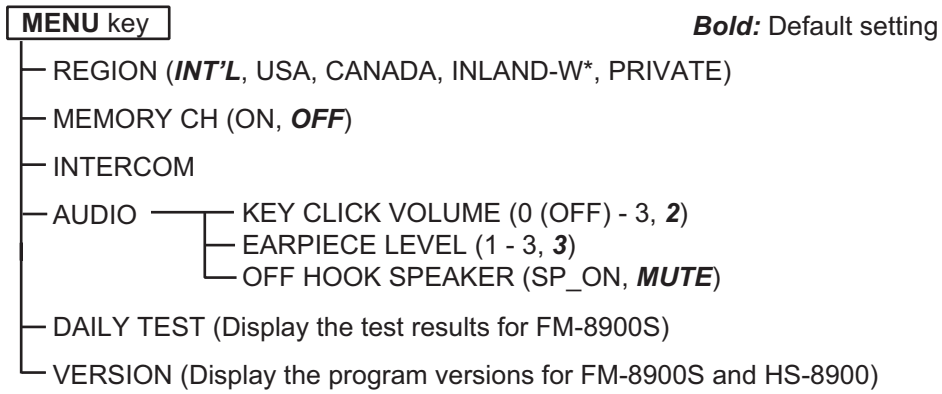 MENU key
Bold: Default setting
REGION (INT'L, USA, CANADA, INLAND-W*, PRIVATE)
MEMORY CH (ON, OFF)
INTERCOM
AUDIO
KEY CLICK VOLUME (0 (OFF) - 3, 2)
EARPIECE LEVEL (1 - 3, 3)
OFF HOOK SPEAKER (SP_ON, MUTE)
DAILY TEST (Display the test results for FM-8900S)
VERSION (Display the program versions for FM-8900S and HS-8900)